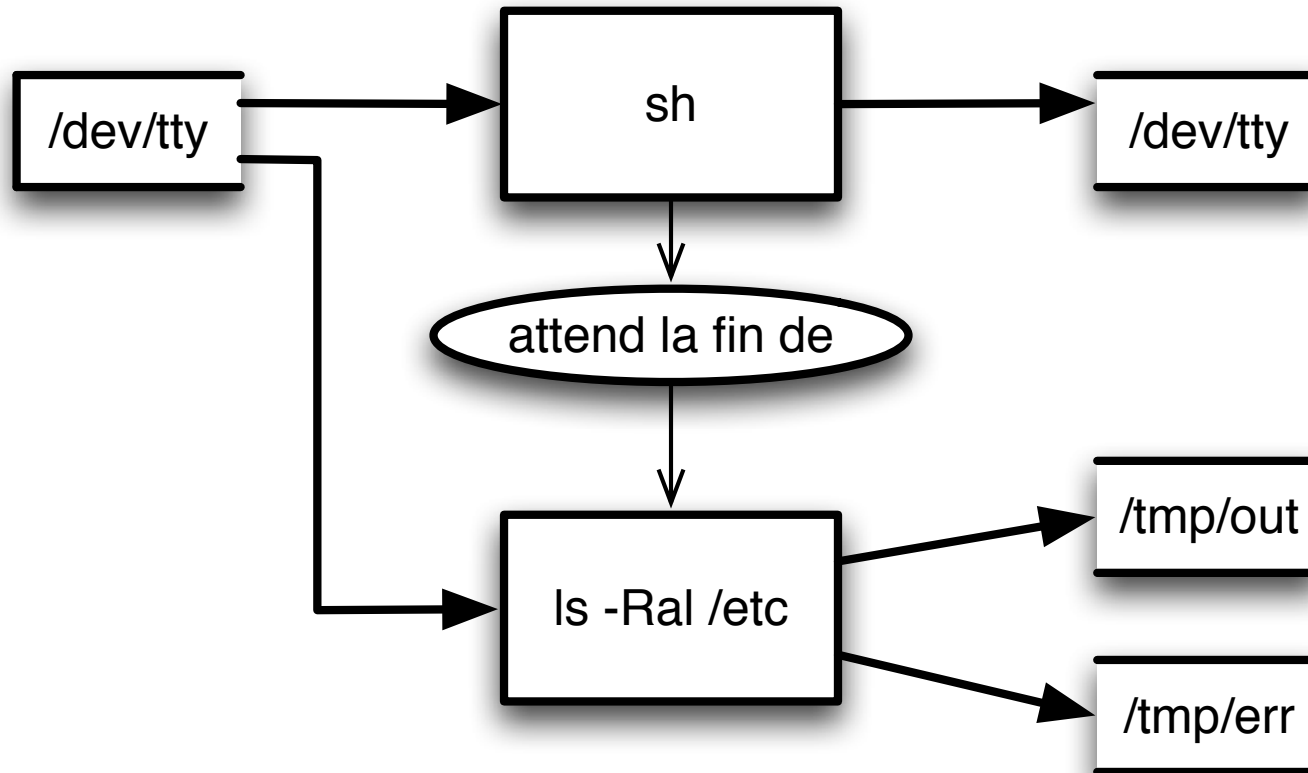 /dev/tty
sh
/dev/tty
attend la fin de
ls -Ral /etc
/tmp/out
/tmp/err